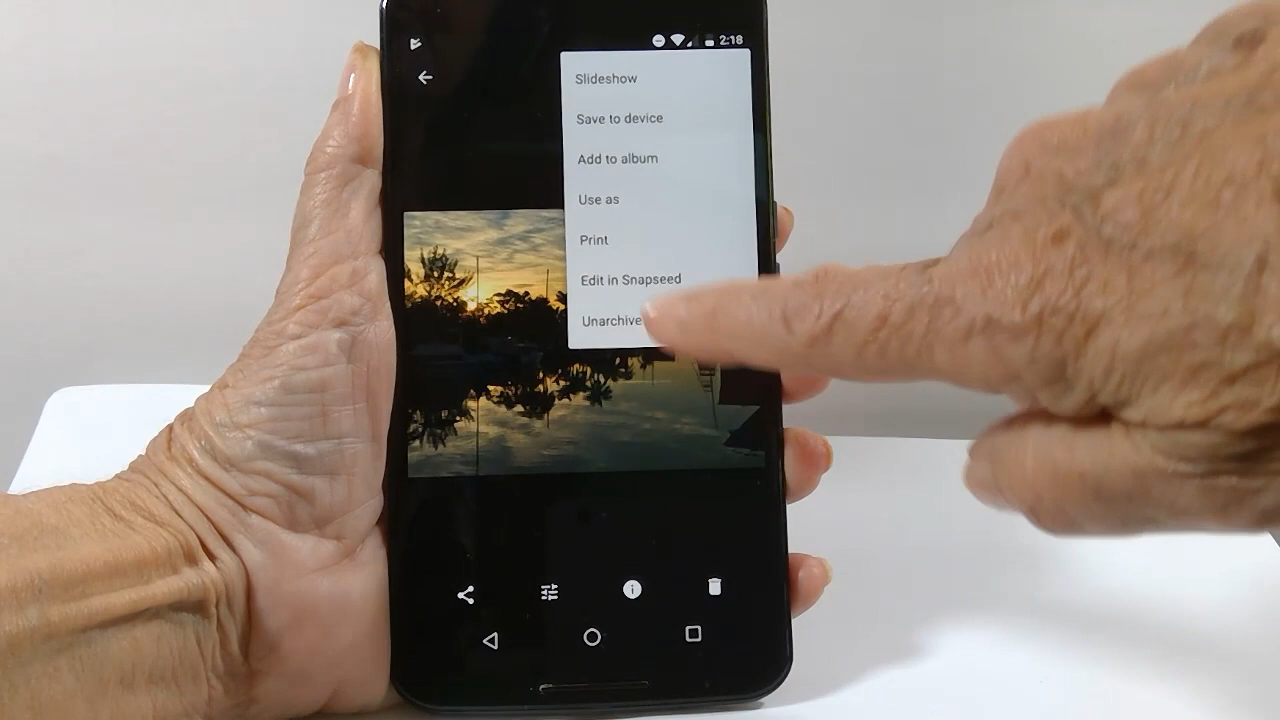 2:18
Slideshow
Save to device
Add to album
Use as
Print
Edit in Snapseed
Unarchive